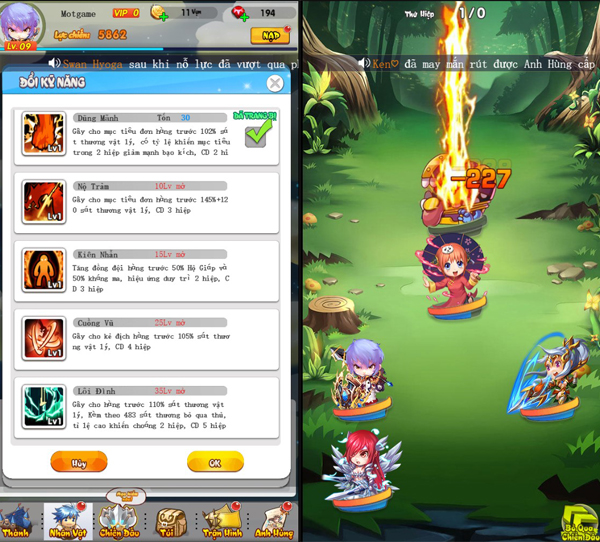 Motgame VIP 0 11 Vạn 194
Lv.09 Lực chiến: 5862 NẠP
Swan Hyoga sau khi nỗ lực đã vượt qua p
ĐỔI KỸ NĂNG
Dũng Mãnh Tốn 30 ĐÃ TRANG BỊ
Lv1
Gây cho mục tiêu đơn hàng trước 102% sá
t thương vật lý, có tỷ lệ khiến mục tiêu
trong 2 hiệp giảm mạnh bạo kích, CD 2 hi
Nộ Trảm 10Lv mở
Lv1
Gây cho mục tiêu đơn hàng trước 145%+12
0 sát thương vật lý, CD 3 hiệp
Kiên Nhẫn 15Lv mở
Lv1
Tăng đồng đội hàng trước 50% Hộ Giáp và
50% kháng ma, hiệu ứng duy trì 2 hiệp, C
D 3 hiệp
Cuồng Vũ 25Lv mở
Lv1
Gây cho kẻ địch hàng trước 105% sát thươ
ng vật lý, CD 4 hiệp
Lôi Đình 35Lv mở
Lv1
Gây cho hàng trước 110% sát thương vật
lý, Kèm theo 483 sát thương bỏ qua thủ,
tỉ lệ cao khiến choáng 2 hiệp, CD 5 hiệp
Hủy OK
Thành Nhân Vật Chiến Đấu Túi Trận Hình Anh Hùng
Thứ Hiệp 1/0
Ken♡ đã may mắn rút được Anh Hùng cấp
-227
Bỏ Qua
Chiến Đấu